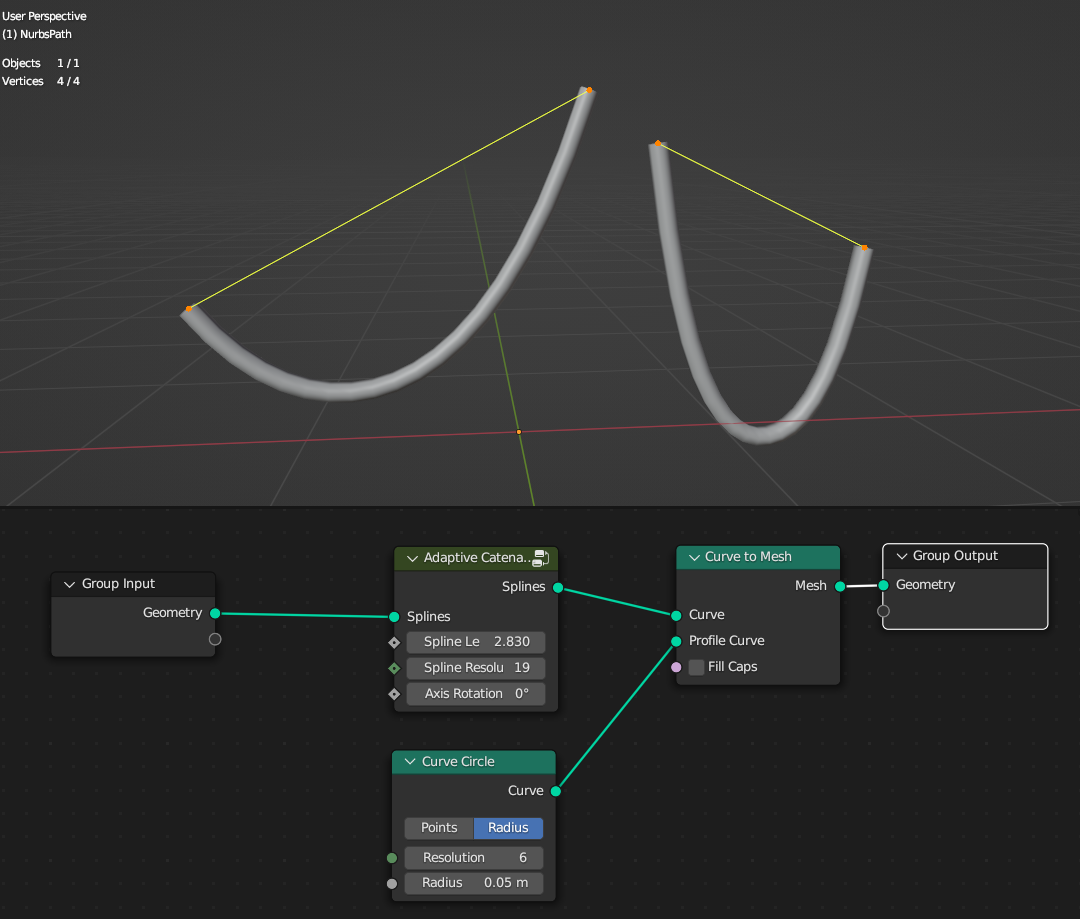 User Perspective
(1) NurbsPath
Objects 1 / 1
Vertices 4 / 4
Group Input
Geometry
Adaptive Catena..
Splines
Splines
Spline Le 2.830
Spline Resolu 19
Axis Rotation 0°
Curve Circle
Curve
Points Radius
Resolution 6
Radius 0.05 m
Curve to Mesh
Mesh
Curve
Profile Curve
Fill Caps
Group Output
Geometry